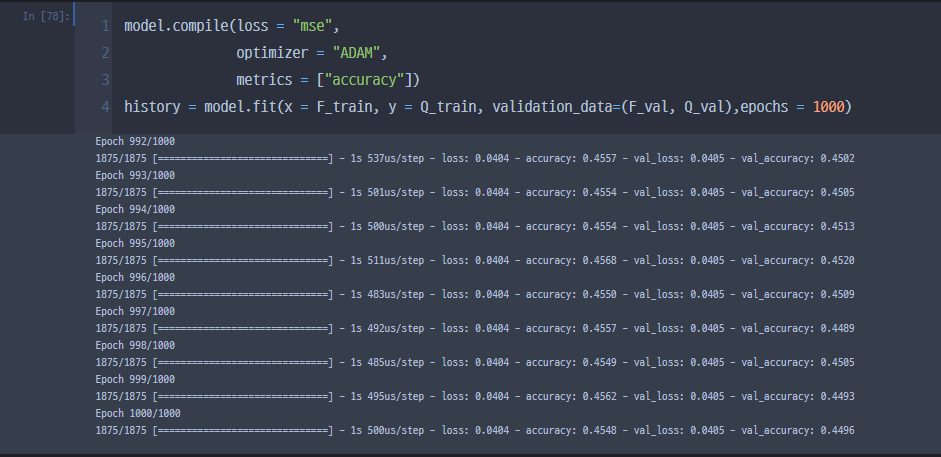 In [78]:
1 model.compile(loss = "mse",
2 optimizer = "ADAM",
3 metrics = ["accuracy"])
4 history = model.fit(x = F_train, y = Q_train, validation_data=(F_val, Q_val),epochs = 1000)
Epoch 992/1000
1875/1875 [==============================] - 1s 537us/step - loss: 0.0404 - accuracy: 0.4557 - val_loss: 0.0405 - val_accuracy: 0.4502
Epoch 993/1000
1875/1875 [==============================] - 1s 501us/step - loss: 0.0404 - accuracy: 0.4554 - val_loss: 0.0405 - val_accuracy: 0.4505
Epoch 994/1000
1875/1875 [==============================] - 1s 500us/step - loss: 0.0404 - accuracy: 0.4554 - val_loss: 0.0405 - val_accuracy: 0.4513
Epoch 995/1000
1875/1875 [==============================] - 1s 511us/step - loss: 0.0404 - accuracy: 0.4568 - val_loss: 0.0405 - val_accuracy: 0.4520
Epoch 996/1000
1875/1875 [==============================] - 1s 483us/step - loss: 0.0404 - accuracy: 0.4550 - val_loss: 0.0405 - val_accuracy: 0.4509
Epoch 997/1000
1875/1875 [==============================] - 1s 492us/step - loss: 0.0404 - accuracy: 0.4557 - val_loss: 0.0405 - val_accuracy: 0.4489
Epoch 998/1000
1875/1875 [==============================] - 1s 485us/step - loss: 0.0404 - accuracy: 0.4549 - val_loss: 0.0405 - val_accuracy: 0.4505
Epoch 999/1000
1875/1875 [==============================] - 1s 495us/step - loss: 0.0404 - accuracy: 0.4562 - val_loss: 0.0405 - val_accuracy: 0.4493
Epoch 1000/1000
1875/1875 [==============================] - 1s 500us/step - loss: 0.0404 - accuracy: 0.4548 - val_loss: 0.0405 - val_accuracy: 0.4496